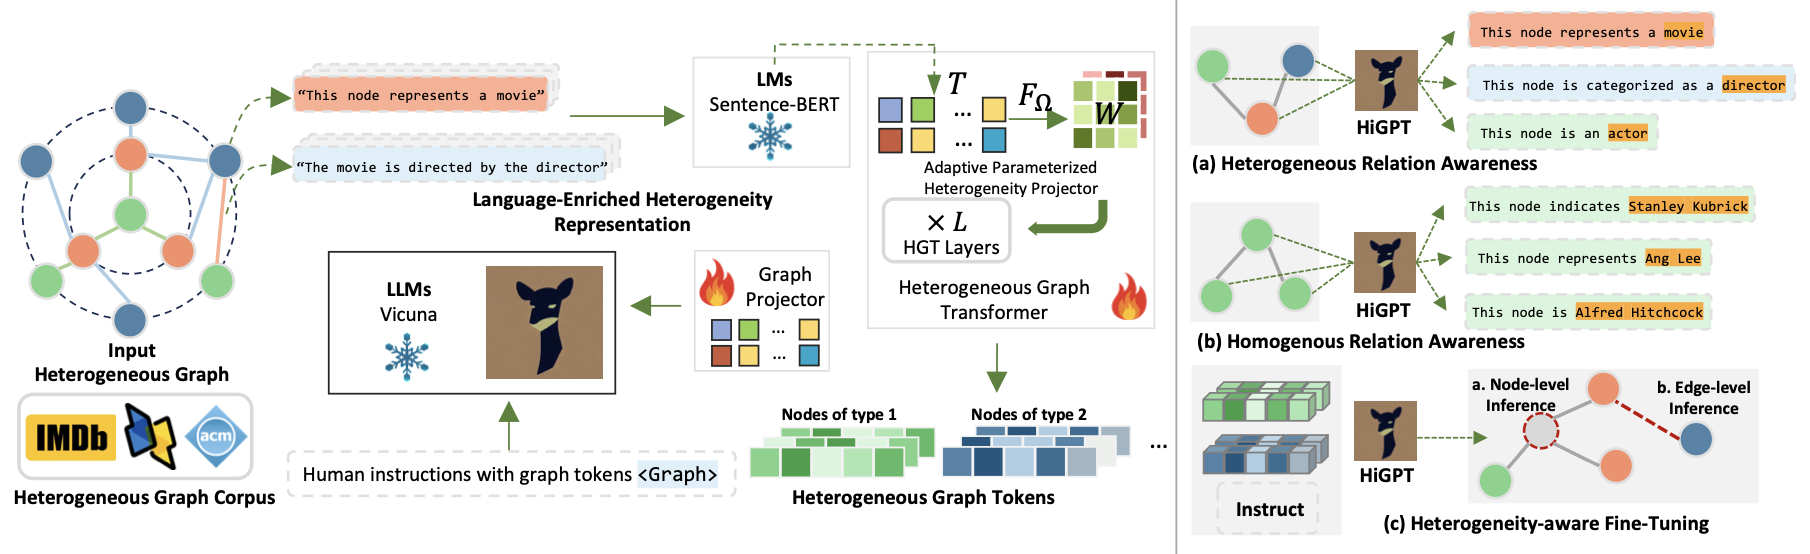 “This node represents a movie”
“The movie is directed by the director”
Language-Enriched Heterogeneity
Representation
Input
Heterogeneous Graph
IMDb
acm
Heterogeneous Graph Corpus
LMs
Sentence-BERT
T
F_Ω
W
Adaptive Parameterized
Heterogeneity Projector
× L
HGT Layers
Heterogeneous Graph
Transformer
LLMs
Vicuna
Graph
Projector
...
...
...
...
Human instructions with graph tokens <Graph>
Nodes of type 1
Nodes of type 2
...
Heterogeneous Graph Tokens
HiGPT
This node represents a movie
This node is categorized as a director
This node is an actor
(a) Heterogeneous Relation Awareness
HiGPT
This node indicates Stanley Kubrick
This node represents Ang Lee
This node is Alfred Hitchcock
(b) Homogenous Relation Awareness
Instruct
HiGPT
a. Node-level
Inference
b. Edge-level
Inference
(c) Heterogeneity-aware Fine-Tuning